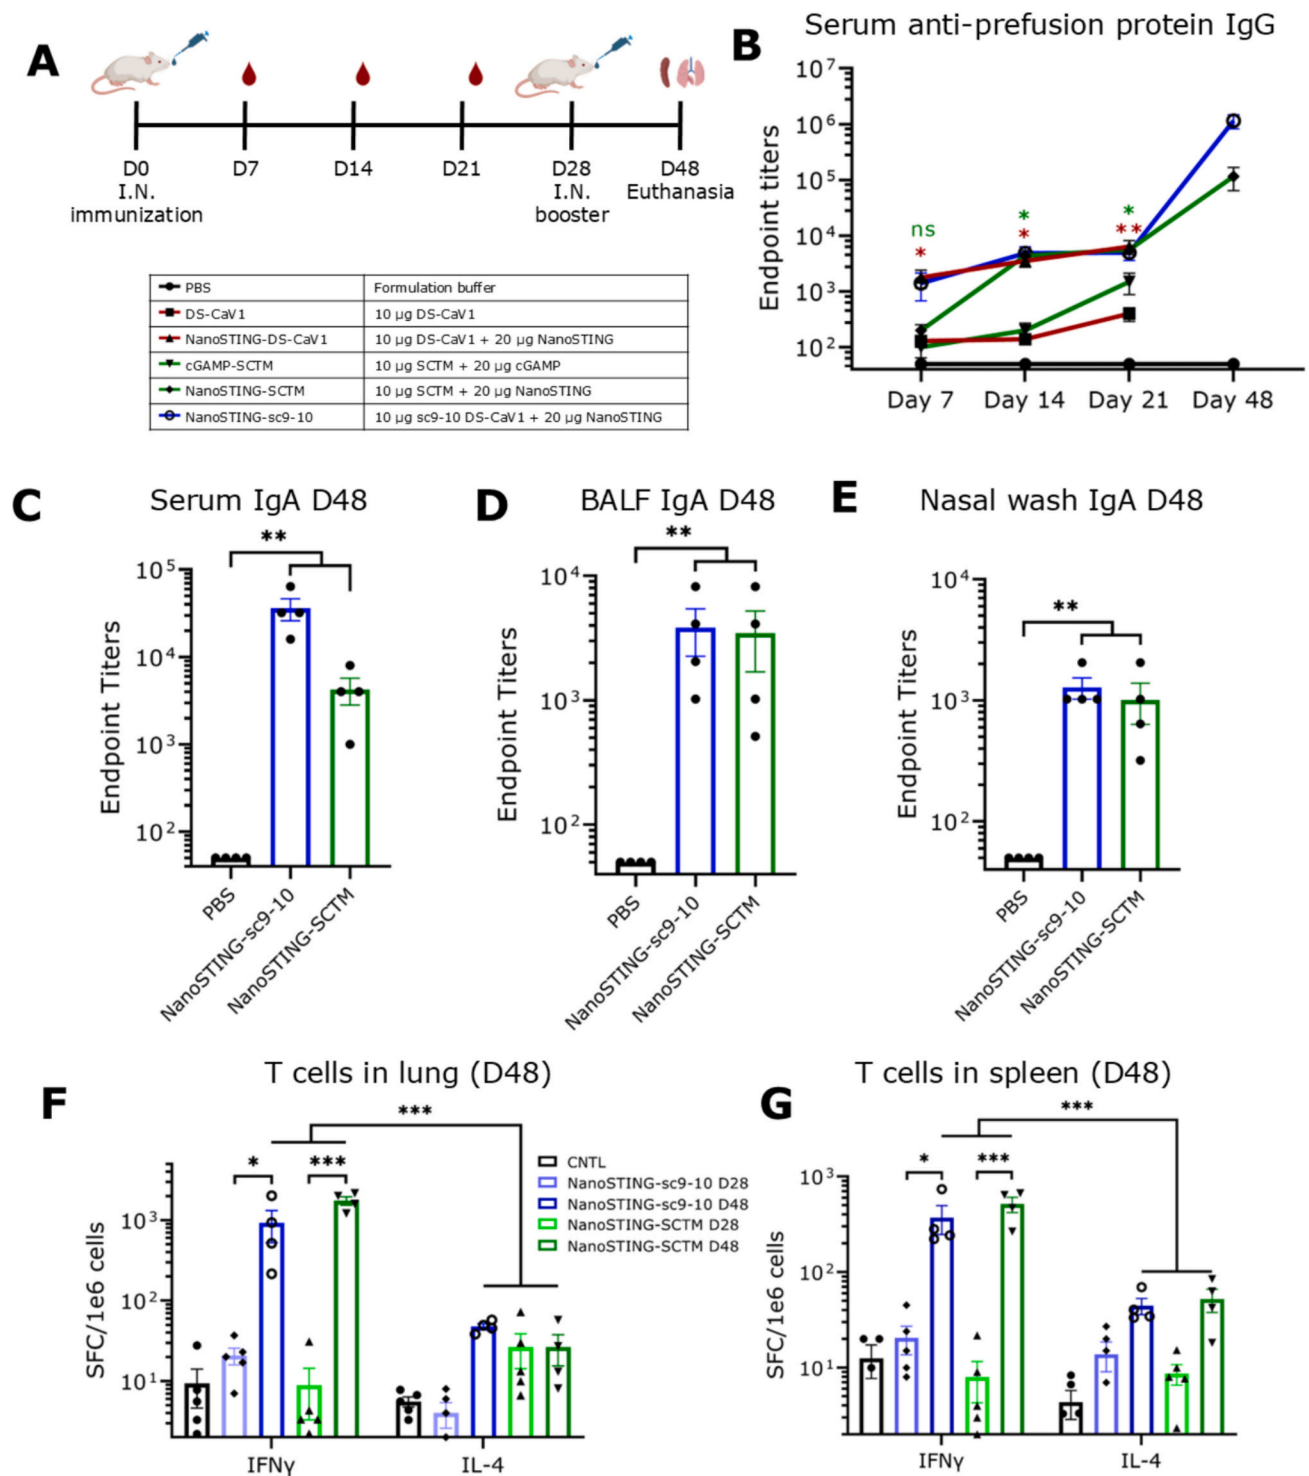 A
D0
I.N.
immunization
D7
D14
D21
D28
I.N.
booster
D48
Euthanasia
PBS Formulation buffer
DS-CaV1 10 µg DS-CaV1
NanoSTING-DS-CaV1 10 µg DS-CaV1 + 20 µg NanoSTING
cGAMP-SCTM 10 µg SCTM + 20 µg cGAMP
NanoSTING-SCTM 10 µg SCTM + 20 µg NanoSTING
NanoSTING-sc9-10 10 µg sc9-10 DS-CaV1 + 20 µg NanoSTING
B
Serum anti-prefusion protein IgG
Endpoint titers
10⁷
10⁶
10⁵
10⁴
10³
10²
ns
*
*
*
*
**
Day 7 Day 14 Day 21 Day 48
C
Serum IgA D48
**
Endpoint Titers
10⁵
10⁴
10³
10²
PBS
NanoSTING-sc9-10
NanoSTING-SCTM
D
BALF IgA D48
**
Endpoint Titers
10⁴
10³
10²
PBS
NanoSTING-sc9-10
NanoSTING-SCTM
E
Nasal wash IgA D48
**
Endpoint Titers
10⁴
10³
10²
PBS
NanoSTING-sc9-10
NanoSTING-SCTM
F
T cells in lung (D48)
***
*
***
SFC/1e6 cells
10³
10²
10¹
IFNγ
IL-4
CNTL
NanoSTING-sc9-10 D28
NanoSTING-sc9-10 D48
NanoSTING-SCTM D28
NanoSTING-SCTM D48
G
T cells in spleen (D48)
***
*
***
SFC/1e6 cells
10³
10²
10¹
IFNγ
IL-4